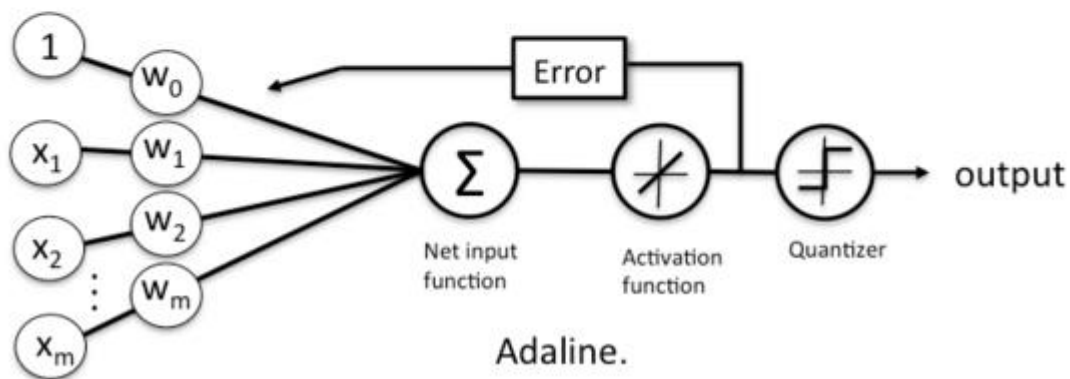 1
w0
x1
w1
x2
w2
⋮
xm
wm
Error
Σ
Net input
function
Activation
function
Quantizer
output
Adaline.